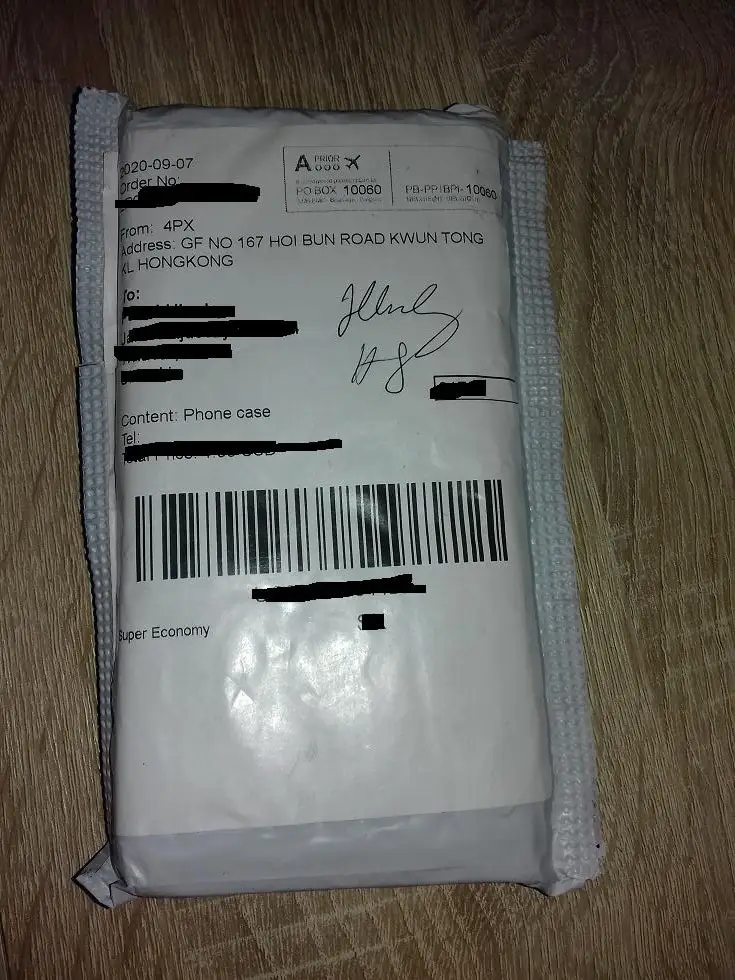 2020-09-07
Order No:
A PRIOR
PO BOX 10060
PB-PP|BPI-10060
From: 4PX
Address: GF NO 167 HOI BUN ROAD KWUN TONG
KL HONGKONG
To:
Content: Phone case
Tel:
Super Economy